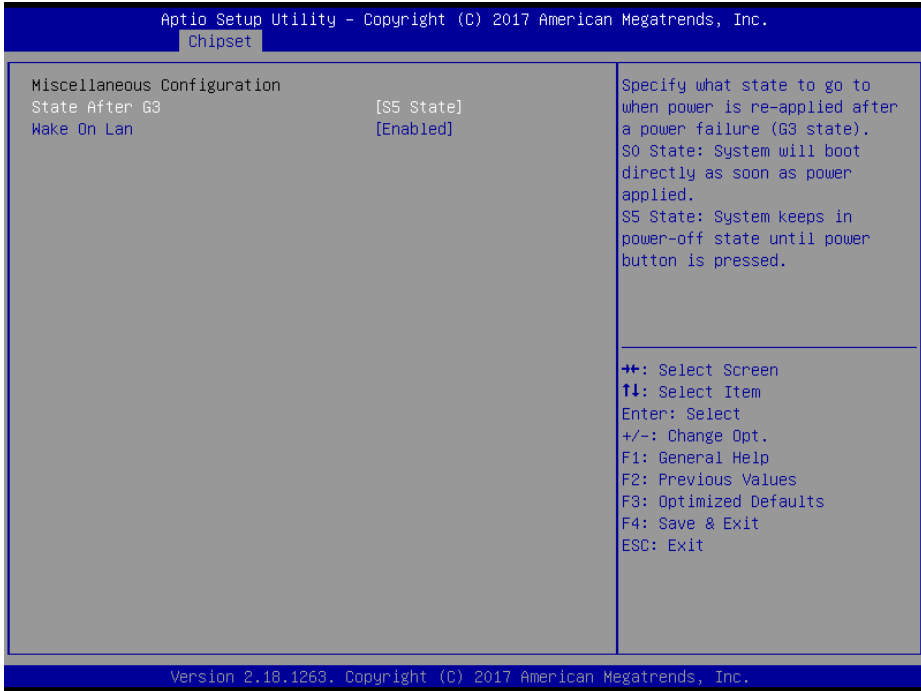 Aptio Setup Utility – Copyright (C) 2017 American Megatrends, Inc.
Chipset
Miscellaneous Configuration
State After G3 [S5 State]
Wake On Lan [Enabled]
Specify what state to go to
when power is re-applied after
a power failure (G3 state).
S0 State: System will boot
directly as soon as power
applied.
S5 State: System keeps in
power-off state until power
button is pressed.
→←: Select Screen
↑↓: Select Item
Enter: Select
+/-: Change Opt.
F1: General Help
F2: Previous Values
F3: Optimized Defaults
F4: Save & Exit
ESC: Exit
Version 2.18.1263. Copyright (C) 2017 American Megatrends, Inc.